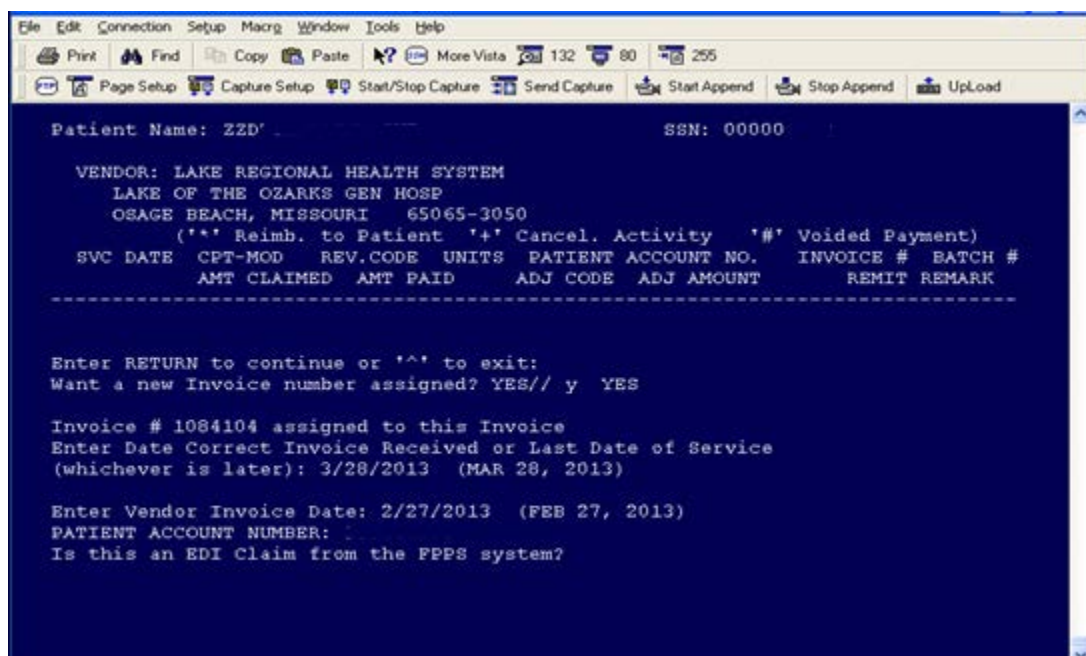 File Edit Connection Setup Macro Window Tools Help
Print Find Copy Paste More Vista 132 80 255
Page Setup Capture Setup Start/Stop Capture Send Capture Start Append Stop Append UpLoad
Patient Name: ZZD' SSN: 00000
VENDOR: LAKE REGIONAL HEALTH SYSTEM
LAKE OF THE OZARKS GEN HOSP
OSAGE BEACH, MISSOURI 65065-3050
('*' Reimb. to Patient '+' Cancel. Activity '#' Voided Payment)
SVC DATE CPT-MOD REV.CODE UNITS PATIENT ACCOUNT NO. INVOICE # BATCH #
AMT CLAIMED AMT PAID ADJ CODE ADJ AMOUNT REMIT REMARK
--------------------------------------------------------------------------------
Enter RETURN to continue or '^' to exit:
Want a new Invoice number assigned? YES// y YES
Invoice # 1084104 assigned to this Invoice
Enter Date Correct Invoice Received or Last Date of Service
(whichever is later): 3/28/2013 (MAR 28, 2013)
Enter Vendor Invoice Date: 2/27/2013 (FEB 27, 2013)
PATIENT ACCOUNT NUMBER:
Is this an EDI Claim from the FPPS system?